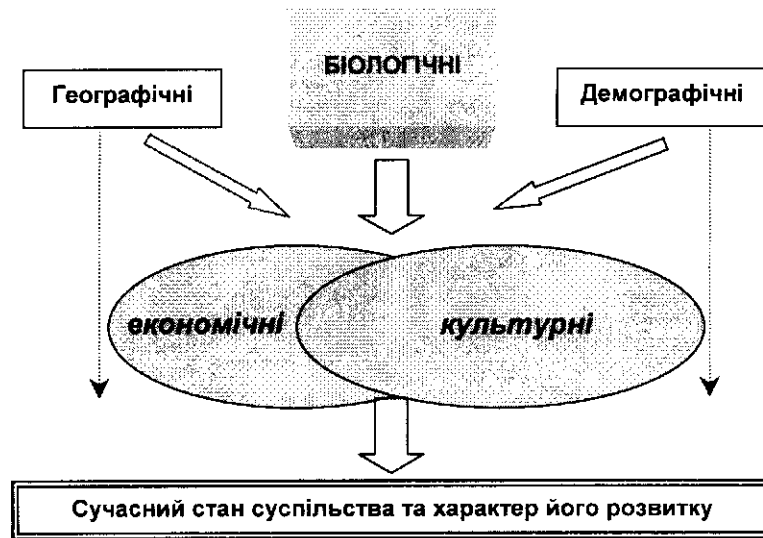 БІОЛОГІЧНІ
Географічні
Демографічні
економічні
культурні
Сучасний стан суспільства та характер його розвитку